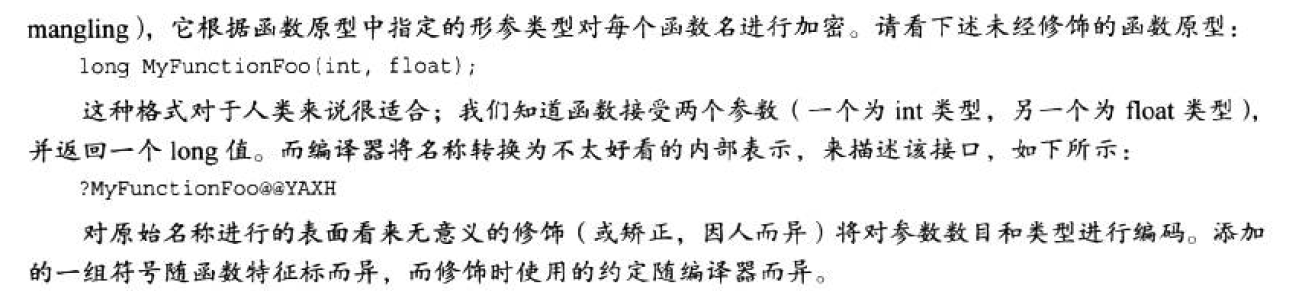 mangling），它根据函数原型中指定的形参类型对每个函数名进行加密。请看下述未经修饰的函数原型：
long MyFunctionFoo(int, float);
这种格式对于人类来说很适合；我们知道函数接受两个参数（一个为 int 类型，另一个为 float 类型），
并返回一个 long 值。而编译器将名称转换为不太好看的内部表示，来描述该接口，如下所示：
?MyFunctionFoo@@YAXH
对原始名称进行的表面看来无意义的修饰（或矫正，因人而异）将对参数数目和类型进行编码。添加
的一组符号随函数特征标而异，而修饰时使用的约定随编译器而异。